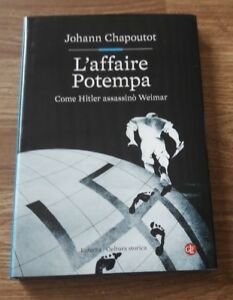 Johann Chapoutot
L'affaire
Potempa
Come Hitler assassinò Weimar
Cultura storica